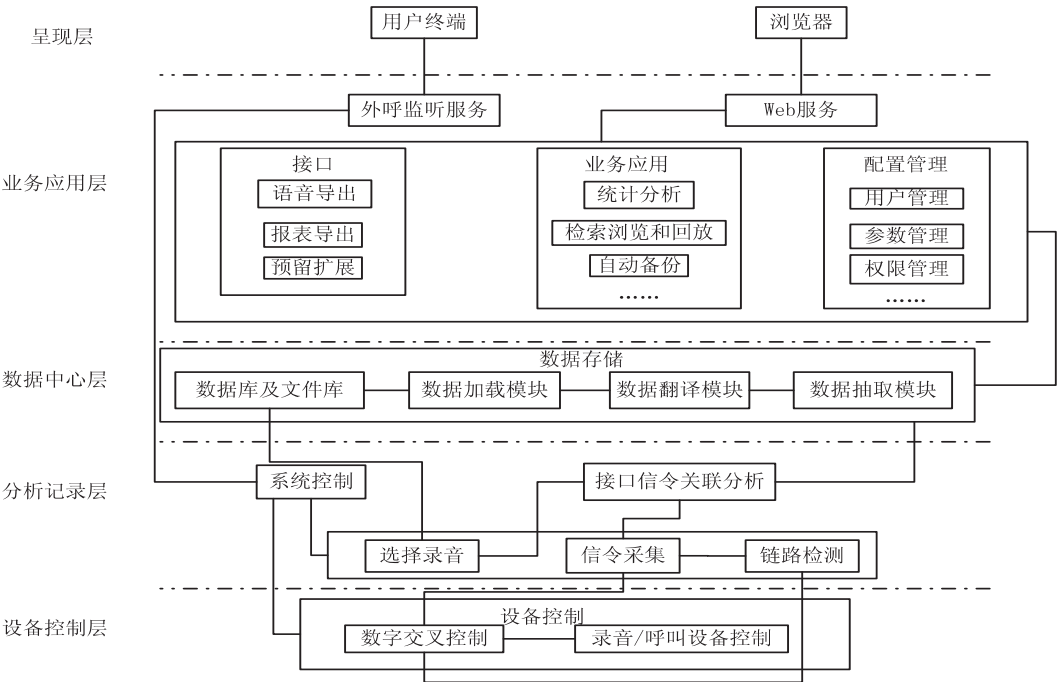 呈现层
用户终端
浏览器
外呼监听服务
Web服务
业务应用层
接口
语音导出
报表导出
预留扩展
业务应用
统计分析
检索浏览和回放
自动备份
……
配置管理
用户管理
参数管理
权限管理
……
数据中心层
数据存储
数据库及文件库
数据加载模块
数据翻译模块
数据抽取模块
分析记录层
系统控制
接口信令关联分析
选择录音
信令采集
链路检测
设备控制层
设备控制
数字交叉控制
录音/呼叫设备控制